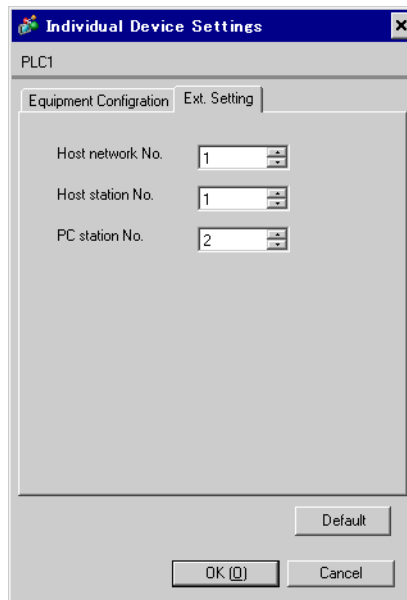 Individual Device Settings
PLC1
Equipment Configration Ext. Setting
Host network No. 1
Host station No. 1
PC station No. 2
Default
OK (O) Cancel